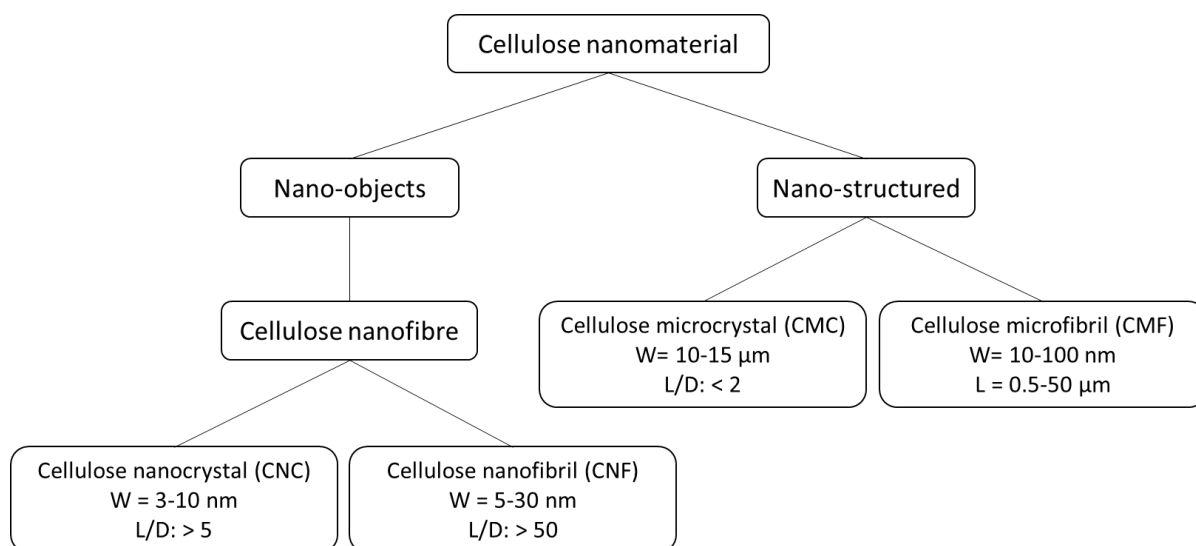 Cellulose nanomaterial
Nano-objects
Nano-structured
Cellulose nanofibre
Cellulose microcrystal (CMC)
W= 10-15 µm
L/D: < 2
Cellulose microfibril (CMF)
W= 10-100 nm
L = 0.5-50 µm
Cellulose nanocrystal (CNC)
W = 3-10 nm
L/D: > 5
Cellulose nanofibril (CNF)
W = 5-30 nm
L/D: > 50